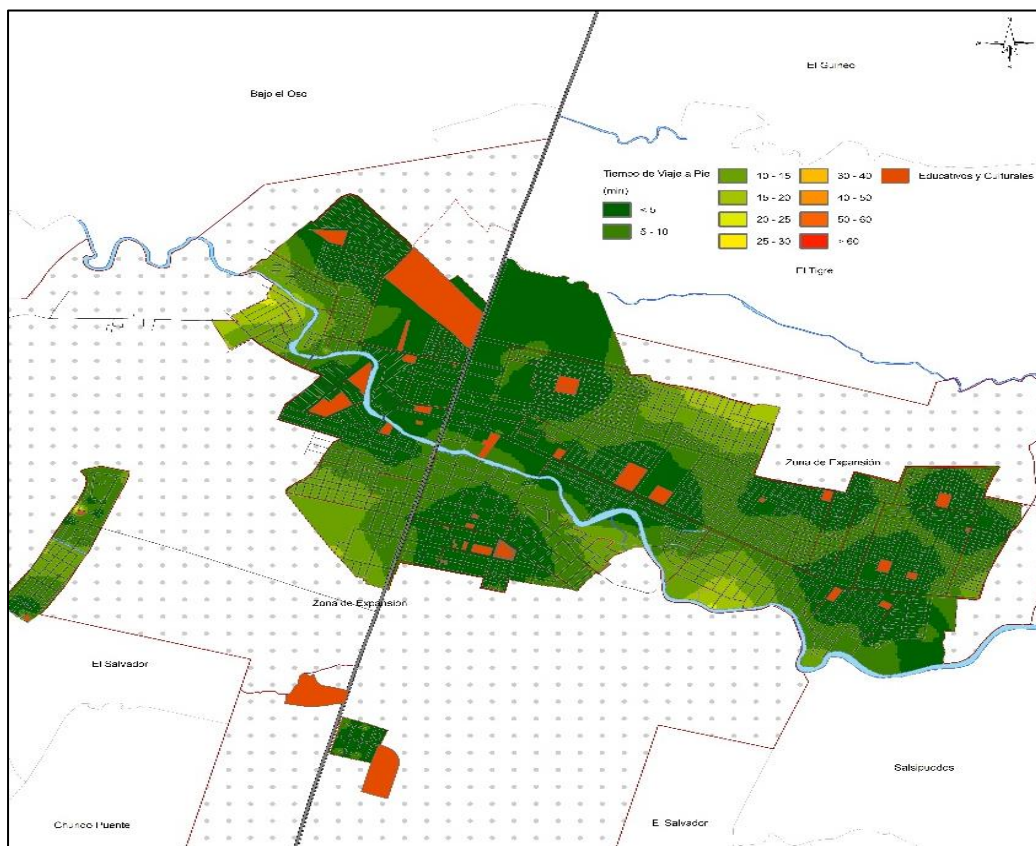 El Guineo
Bajo el Oso
Tiempo de Viaje a Pie
(min)
< 5
5 - 10
10 - 15
15 - 20
20 - 25
25 - 30
30 - 40
40 - 50
50 - 60
> 60
Educativos y Culturales
El Tigre
Zona de Expansión
Zona de Expansión
El Salvador
Salsipuedes
Churido Puente
El Salvador